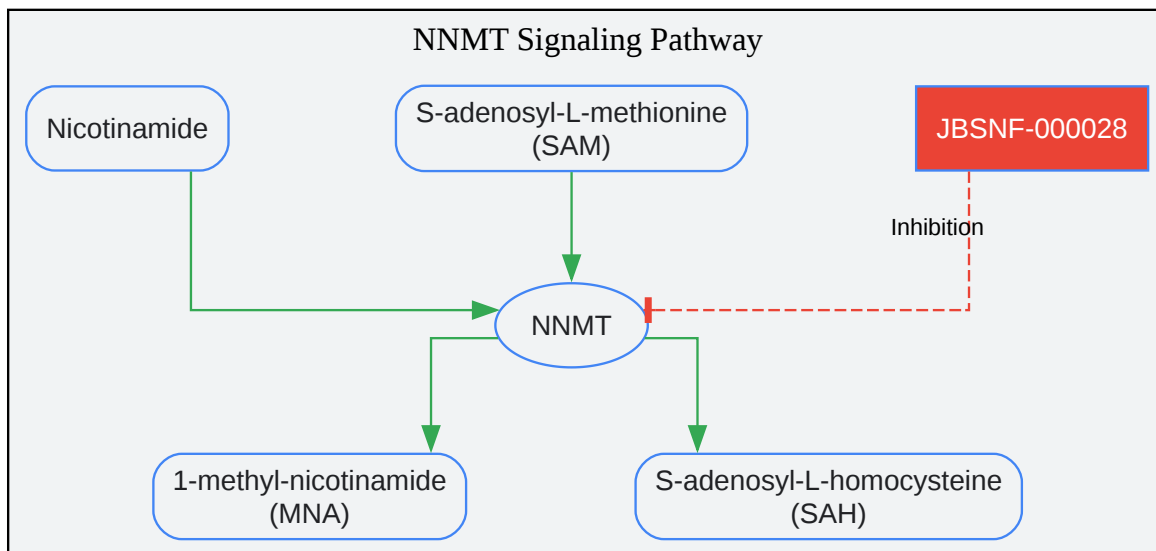 NNMT Signaling Pathway
Nicotinamide
S-adenosyl-L-methionine
(SAM)
JBSNF-000028
Inhibition
NNMT
1-methyl-nicotinamide
(MNA)
S-adenosyl-L-homocysteine
(SAH)